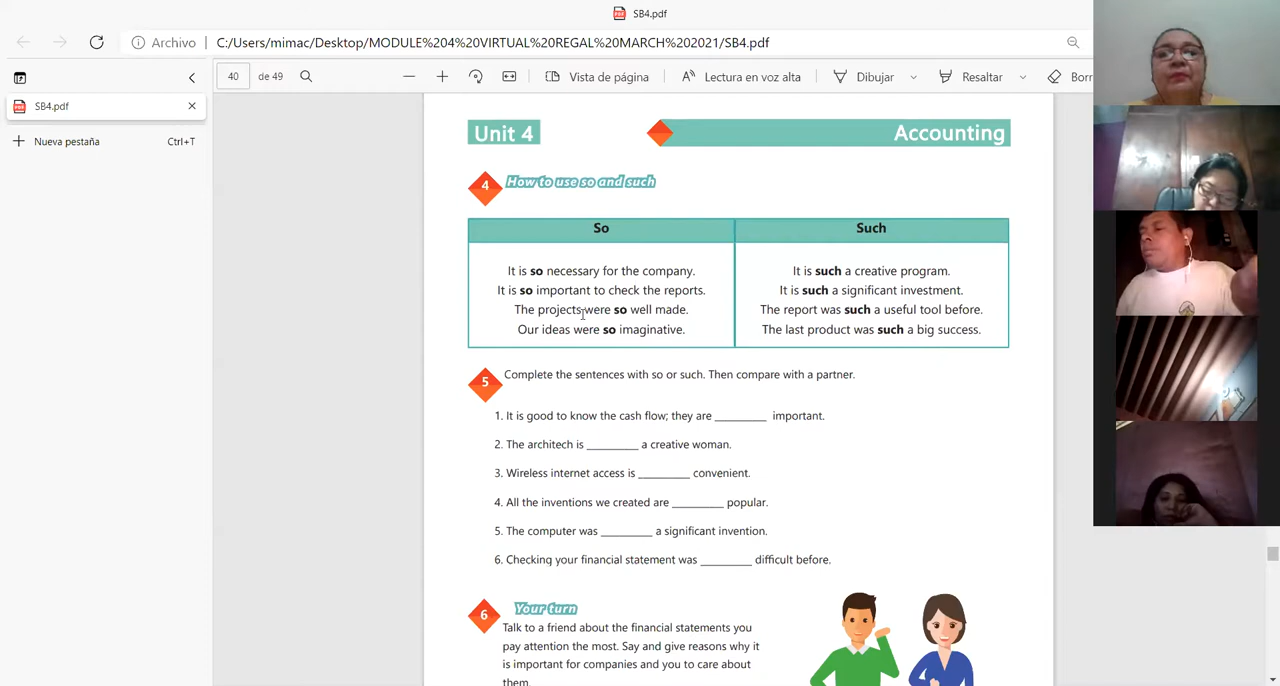 SB4.pdf
Archivo C:/Users/mimac/Desktop/MODULE%204%20VIRTUAL%20REGAL%20MARCH%202021/SB4.pdf
40 de 49 Vista de página Lectura en voz alta Dibujar Resaltar Borr
SB4.pdf
Nueva pestaña Ctrl+T
Unit 4 Accounting
4 How to use so and such
So Such
It is so necessary for the company.
It is so important to check the reports.
The projects were so well made.
Our ideas were so imaginative.
It is such a creative program.
It is such a significant investment.
The report was such a useful tool before.
The last product was such a big success.
5 Complete the sentences with so or such. Then compare with a partner.
1. It is good to know the cash flow; they are _________ important.
2. The architech is _________ a creative woman.
3. Wireless internet access is _________ convenient.
4. All the inventions we created are _________ popular.
5. The computer was _________ a significant invention.
6. Checking your financial statement was _________ difficult before.
6 Your turn
Talk to a friend about the financial statements you
pay attention the most. Say and give reasons why it
is important for companies and you to care about
them.